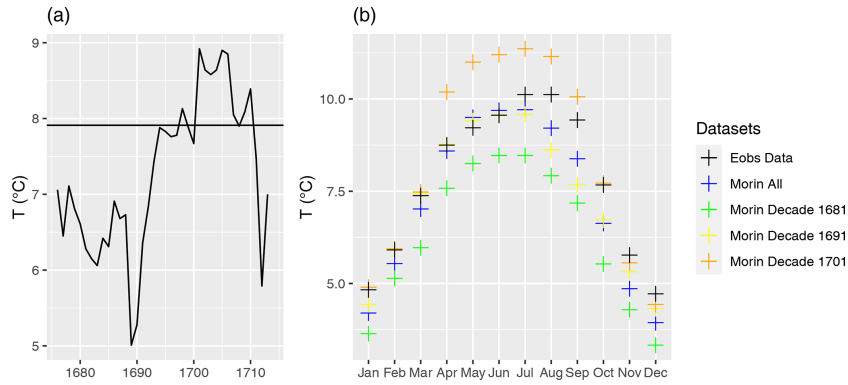 (a)
(b)
T (°C)
9
8
7
6
5
1680 1690 1700 1710
T (°C)
10.0
7.5
5.0
Jan Feb Mar Apr May Jun Jul Aug Sep Oct Nov Dec
Datasets
Eobs Data
Morin All
Morin Decade 1681
Morin Decade 1691
Morin Decade 1701